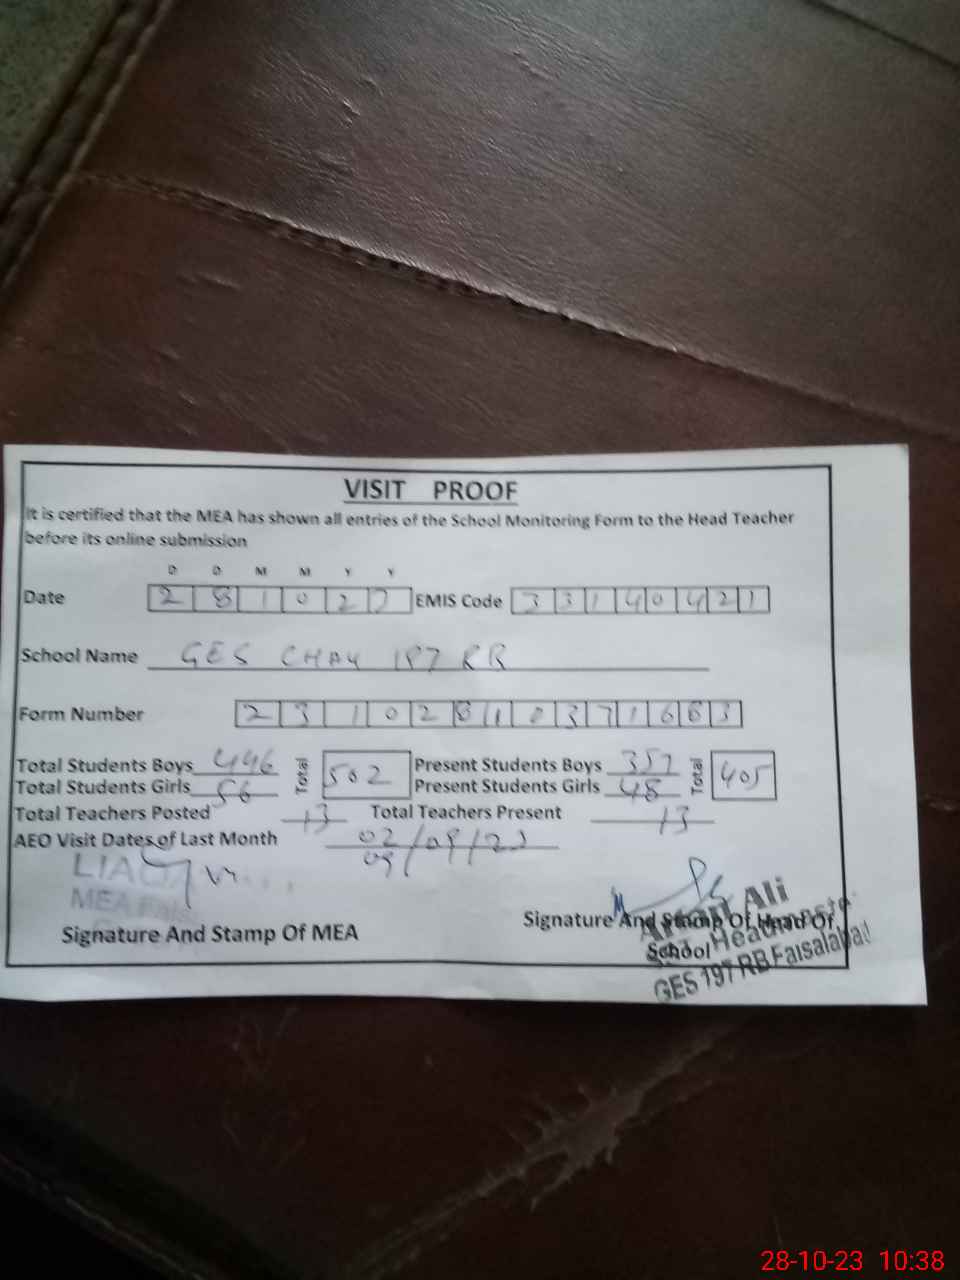 VISIT PROOF
It is certified that the MEA has shown all entries of the School Monitoring Form to the Head Teacher
before its online submission
D D M M Y Y
Date 2 8 1 0 2 3 EMIS Code 3 3 1 4 0 4 2 1
School Name GES CHAK 197 RB
Form Number 2 3 1 0 2 8 1 0 3 7 1 6 6 3
Total Students Boys 446 Total 502 Present Students Boys 357 Total 405
Total Students Girls 56 Present Students Girls 48
Total Teachers Posted 13 Total Teachers Present 13
AEO Visit Dates of Last Month 02/09/23
09/
MEA
Signature And Stamp Of MEA
Signature And Stamp Of Head Of
School
Ali
Headmaster
GES 197 RB Faisalabad
28-10-23 10:38